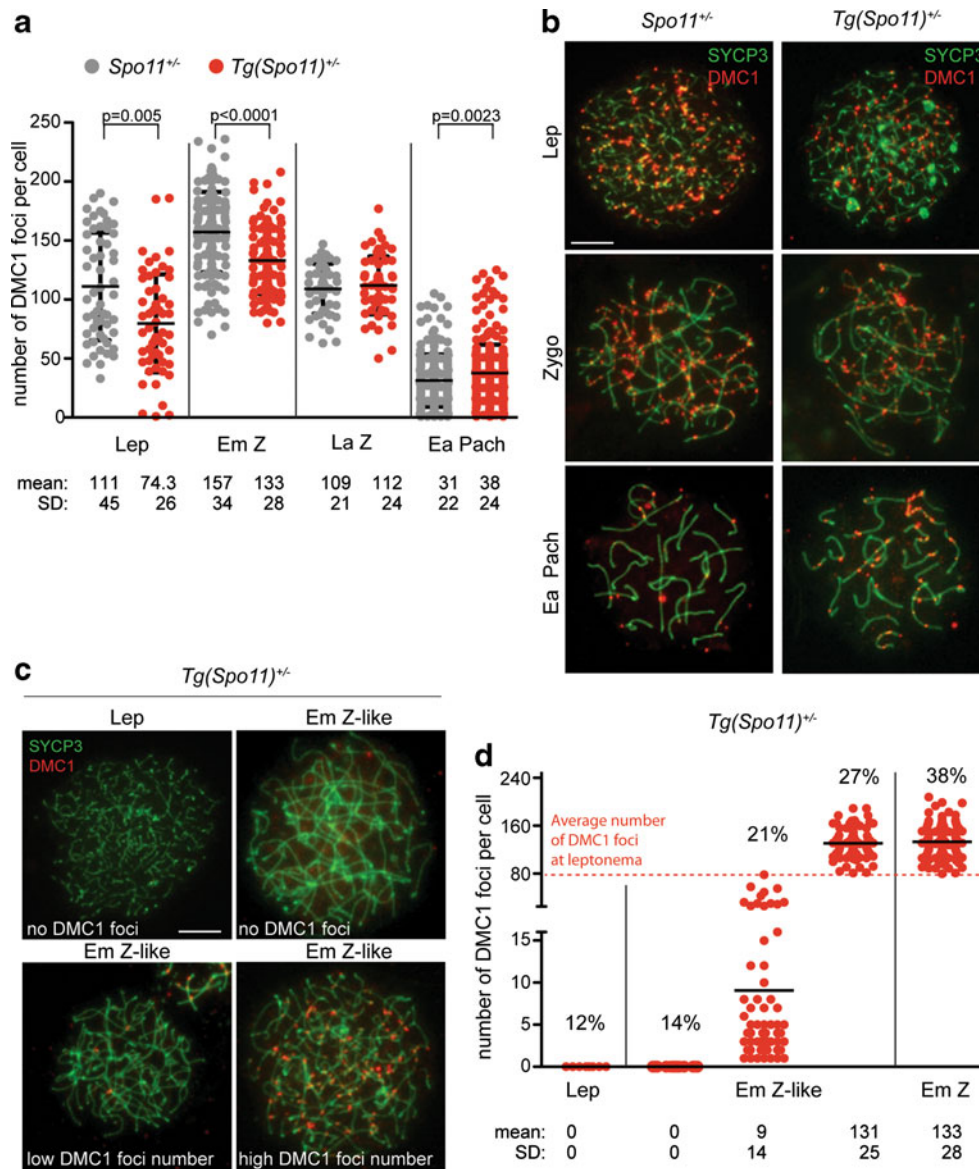 a
Spo11+/- Tg(Spo11)+/-
p=0.005 p<0.0001 p=0.0023
number of DMC1 foci per cell
250
200
150
100
50
0
Lep Em Z La Z Ea Pach
mean: 111 74.3 157 133 109 112 31 38
SD: 45 26 34 28 21 24 22 24
b
Spo11+/- Tg(Spo11)+/-
SYCP3 SYCP3
DMC1 DMC1
Lep
Zygo
Ea Pach
c
Tg(Spo11)+/-
Lep Em Z-like
SYCP3
DMC1
no DMC1 foci no DMC1 foci
Em Z-like Em Z-like
low DMC1 foci number high DMC1 foci number
d
Tg(Spo11)+/-
number of DMC1 foci per cell
240
160
80
15
10
5
0
Average number
of DMC1 foci
at leptonema
12% 14% 21% 27% 38%
Lep Em Z-like Em Z
mean: 0 0 9 131 133
SD: 0 0 14 25 28